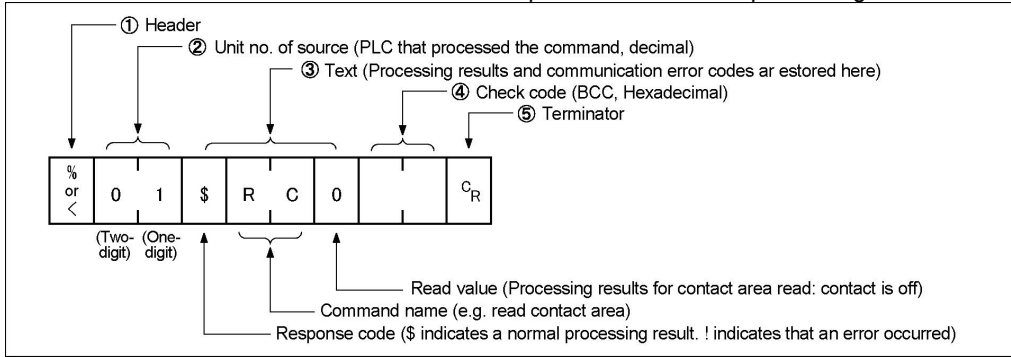 ① Header
② Unit no. of source (PLC that processed the command, decimal)
③ Text (Processing results and communication error codes ar estored here)
④ Check code (BCC, Hexadecimal)
⑤ Terminator
% or <
0 1 $ R C 0 CR
(Two-digit) (One-digit)
Read value (Processing results for contact area read: contact is off)
Command name (e.g. read contact area)
Response code ($ indicates a normal processing result. ! indicates that an error occurred)